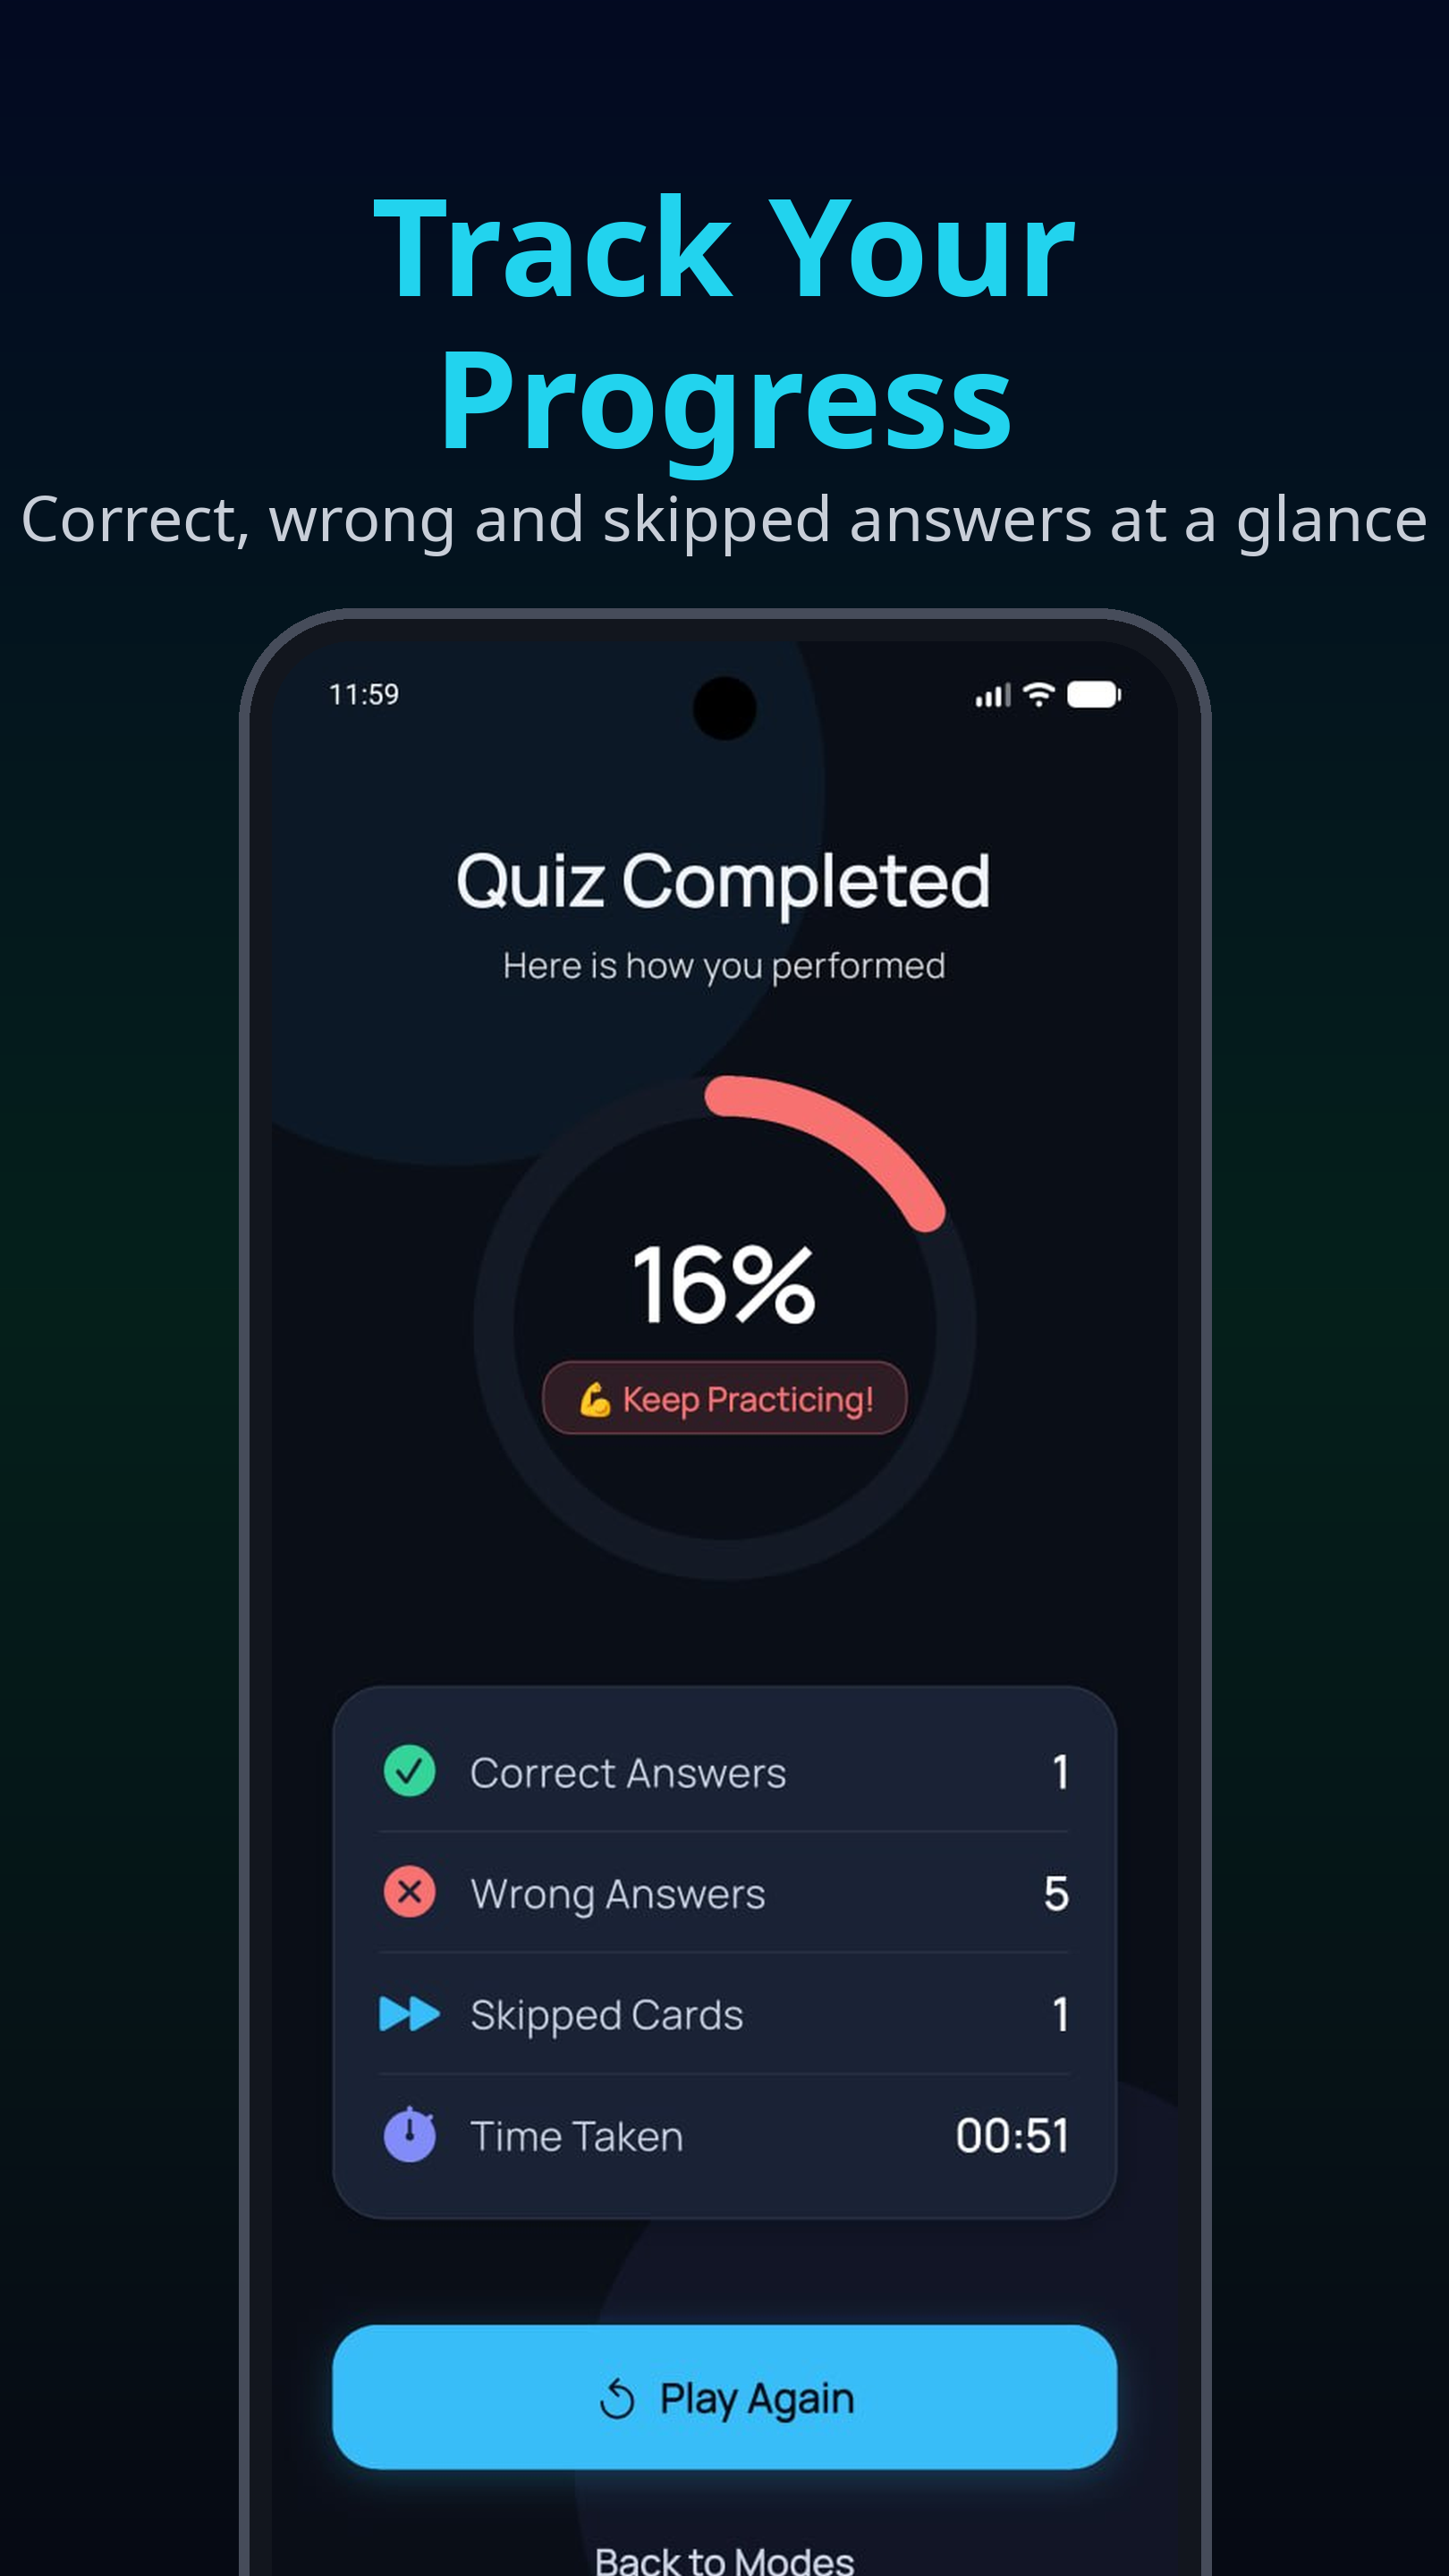 Track Your
Progress
Correct, wrong and skipped answers at a glance
11:59
Quiz Completed
Here is how you performed
16%
💪 Keep Practicing!
Correct Answers 1
Wrong Answers 5
Skipped Cards 1
Time Taken 00:51
Play Again
Back to Modes